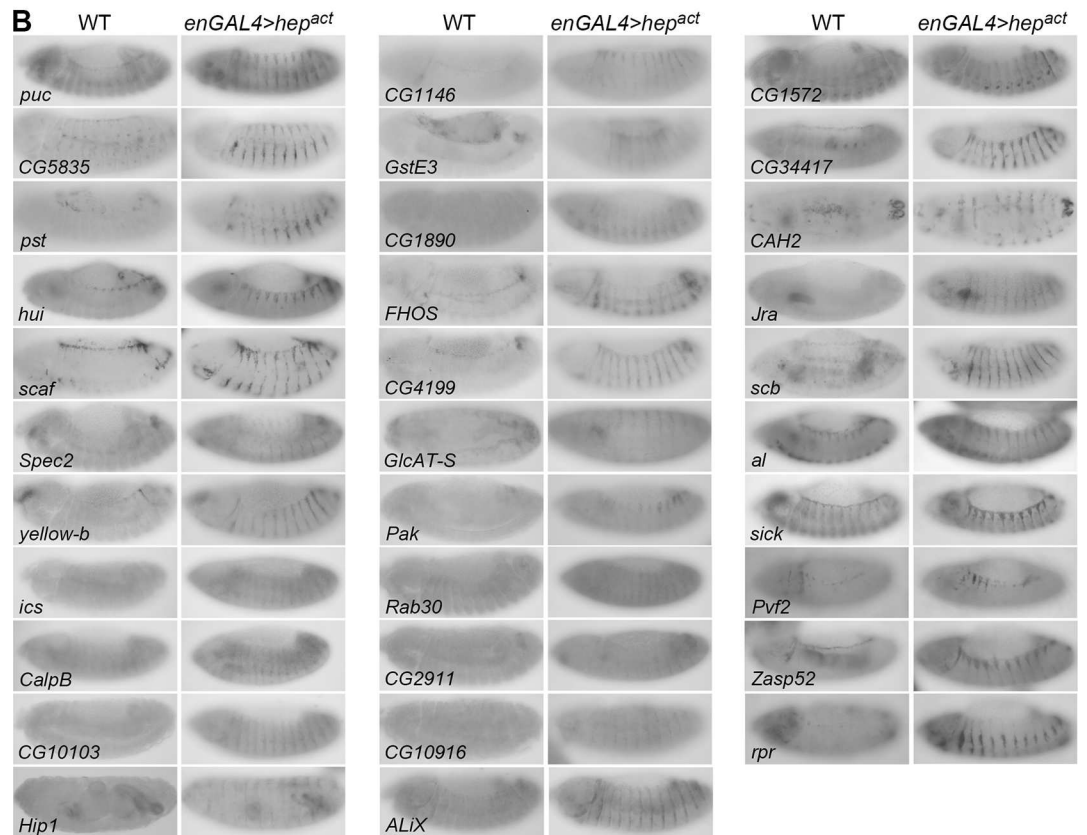 B
WT enGAL4>hepact WT enGAL4>hepact WT enGAL4>hepact
puc CG1146 CG1572
CG5835 GstE3 CG34417
pst CG1890 CAH2
hui FHOS Jra
scaf CG4199 scb
Spec2 GlcAT-S al
yellow-b Pak sick
ics Rab30 Pvf2
CalpB CG2911 Zasp52
CG10103 CG10916 rpr
Hip1 ALiX